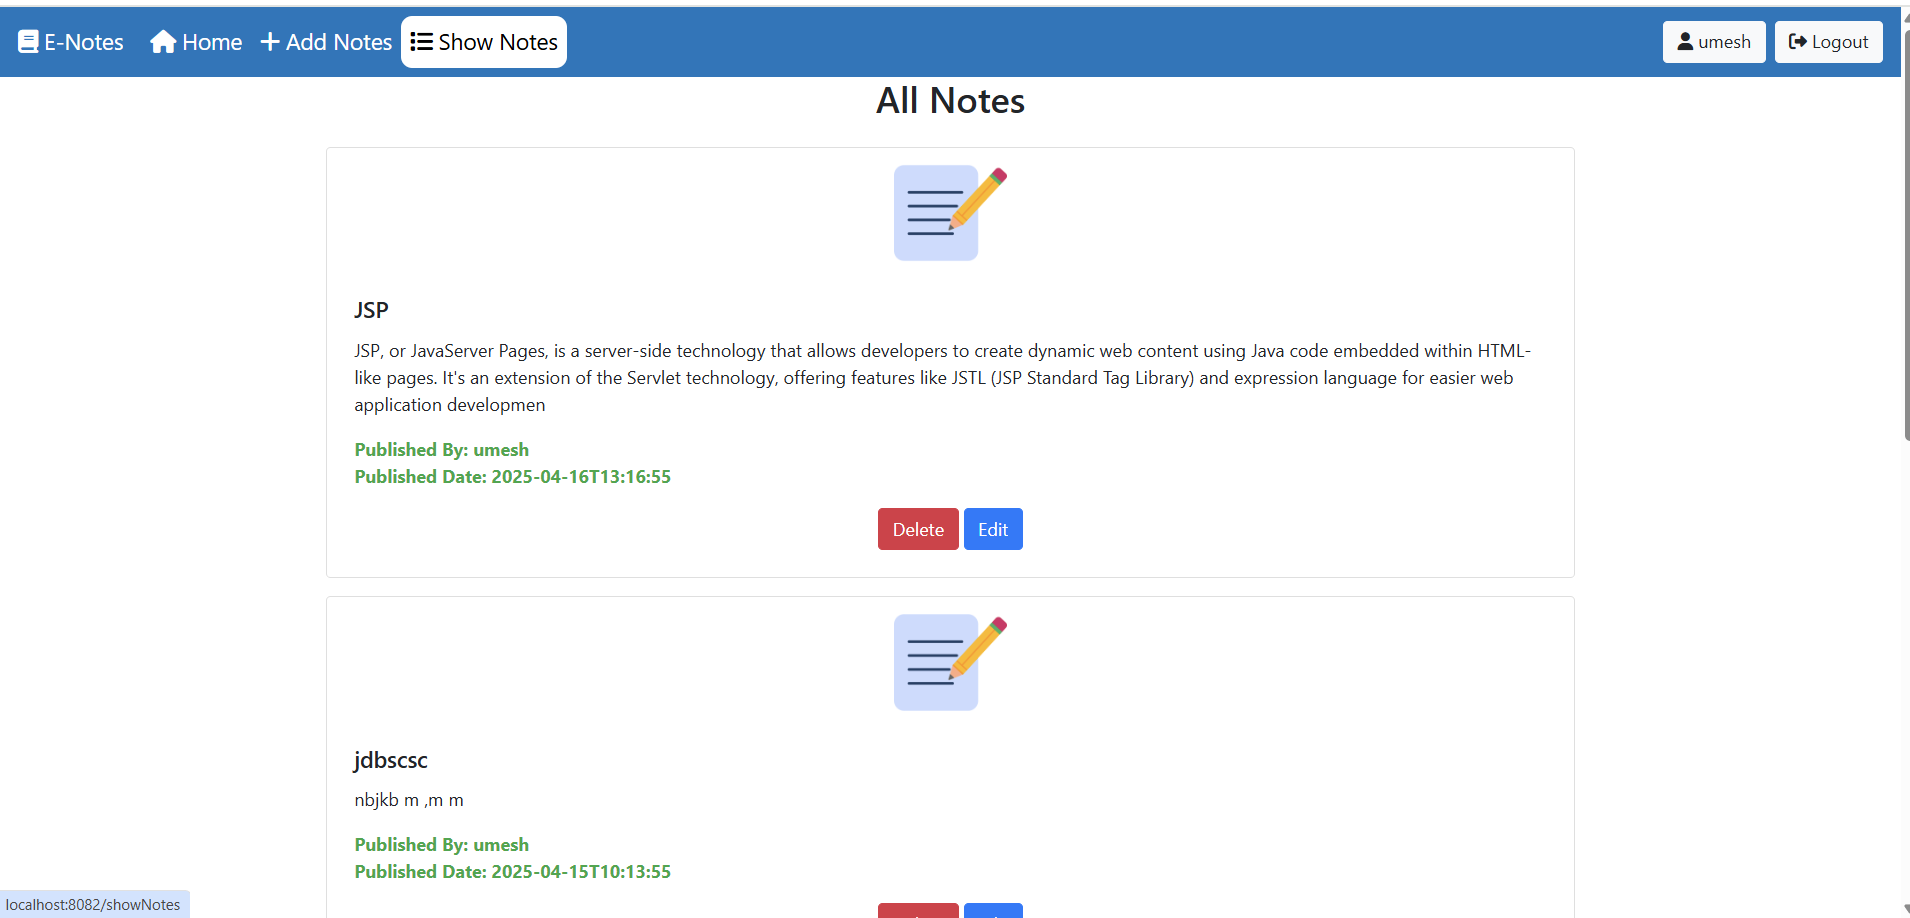 E-Notes Home Add Notes Show Notes umesh Logout
All Notes
JSP
JSP, or JavaServer Pages, is a server-side technology that allows developers to create dynamic web content using Java code embedded within HTML-
like pages. It's an extension of the Servlet technology, offering features like JSTL (JSP Standard Tag Library) and expression language for easier web
application developmen
Published By: umesh
Published Date: 2025-04-16T13:16:55
Delete Edit
jdbscsc
nbjkb m ,m m
Published By: umesh
Published Date: 2025-04-15T10:13:55
localhost:8082/showNotes